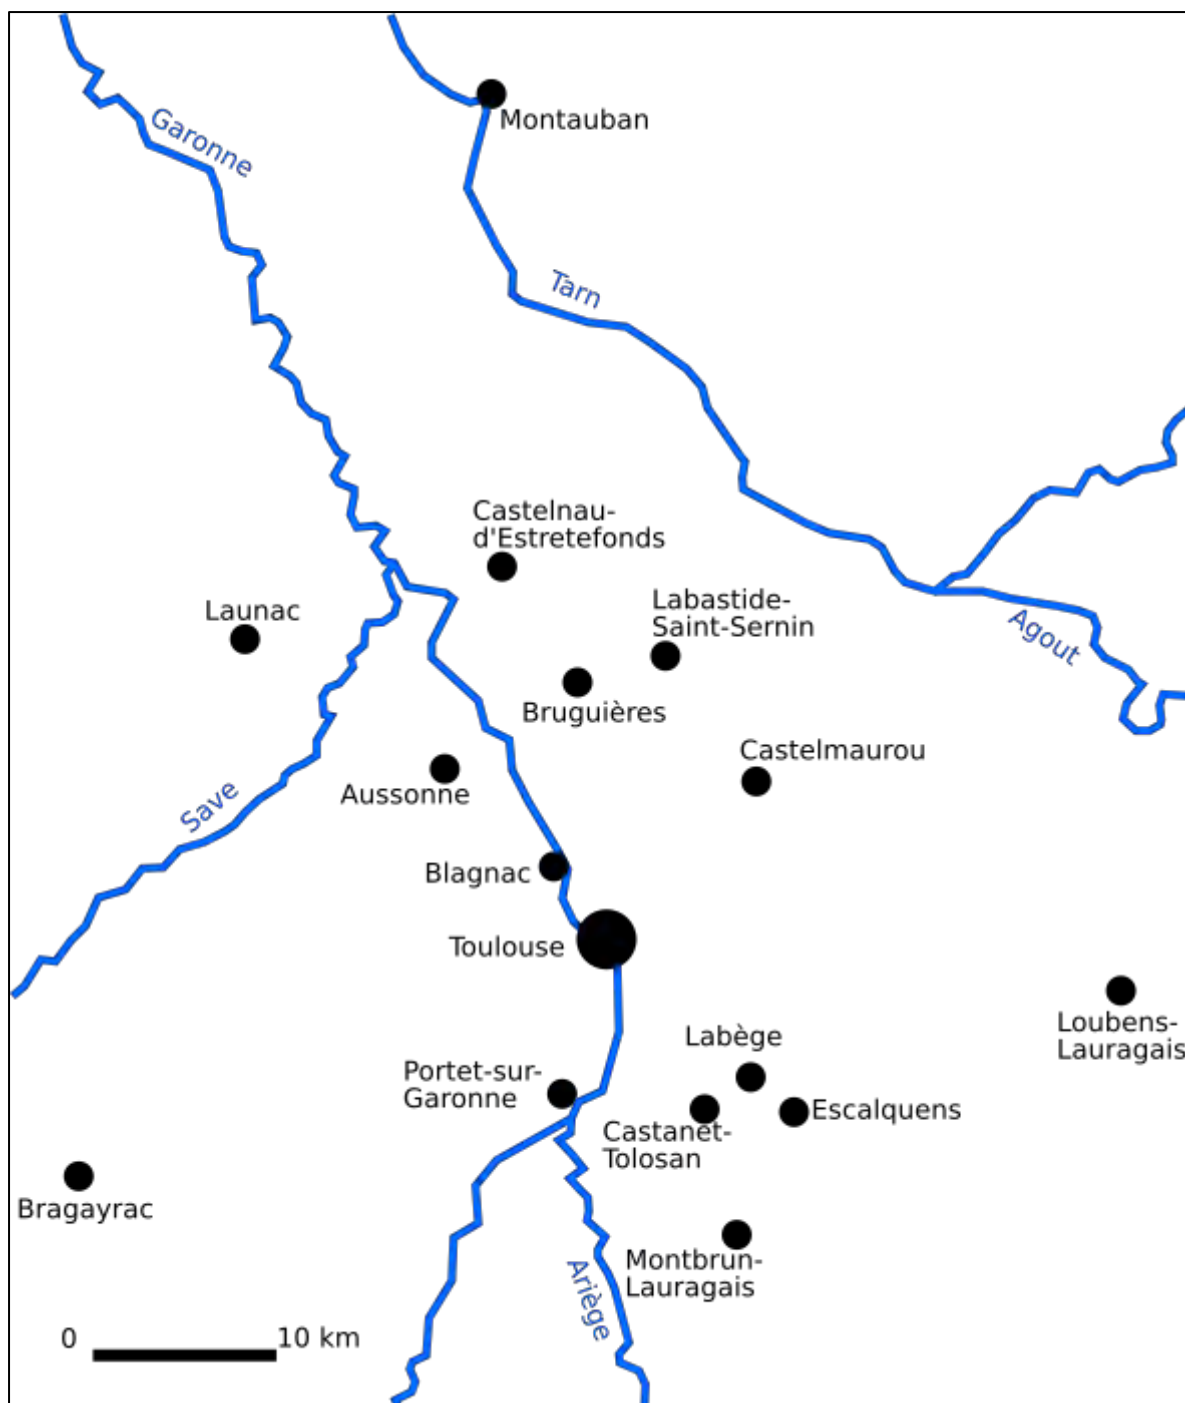 Garonne
Montauban
Tarn
Castelnau-
d'Estretefonds
Launac
Labastide-
Saint-Sernin
Agout
Bruguières
Castelmaurou
Aussonne
Save
Blagnac
Toulouse
Loubens-
Lauragais
Labège
Portet-sur-
Garonne
Escalquens
Castanet-
Tolosan
Bragayrac
Montbrun-
Lauragais
Ariège
0 10 km